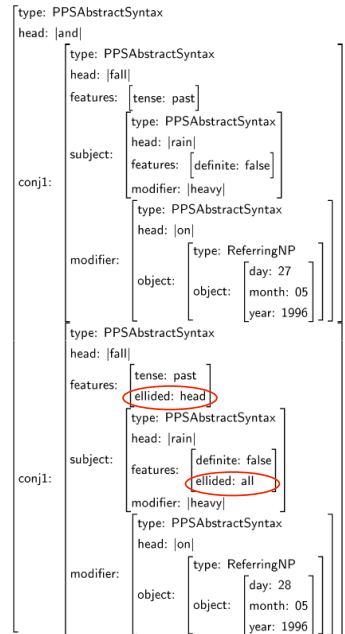 type: PPSAbstractSyntax
head: |and|
type: PPSAbstractSyntax
head: |fall|
features: tense: past
type: PPSAbstractSyntax
head: |rain|
subject:
features: definite: false
modifier: |heavy|
conj1:
type: PPSAbstractSyntax
head: |on|
modifier:
type: ReferringNP
day: 27
object:
object: month: 05
year: 1996
type: PPSAbstractSyntax
head: |fall|
tense: past
features:
ellided: head
type: PPSAbstractSyntax
head: |rain|
subject:
definite: false
features:
ellided: all
conj1:
modifier: |heavy|
type: PPSAbstractSyntax
head: |on|
modifier:
type: ReferringNP
day: 28
object:
object: month: 05
year: 1996